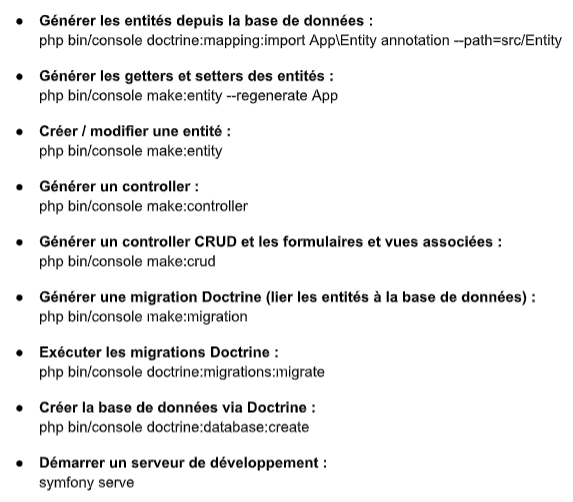 ● Générer les entités depuis la base de données :
php bin/console doctrine:mapping:import App\Entity annotation --path=src/Entity
● Générer les getters et setters des entités :
php bin/console make:entity --regenerate App
● Créer / modifier une entité :
php bin/console make:entity
● Générer un controller :
php bin/console make:controller
● Générer un controller CRUD et les formulaires et vues associées :
php bin/console make:crud
● Générer une migration Doctrine (lier les entités à la base de données) :
php bin/console make:migration
● Exécuter les migrations Doctrine :
php bin/console doctrine:migrations:migrate
● Créer la base de données via Doctrine :
php bin/console doctrine:database:create
● Démarrer un serveur de développement :
symfony serve